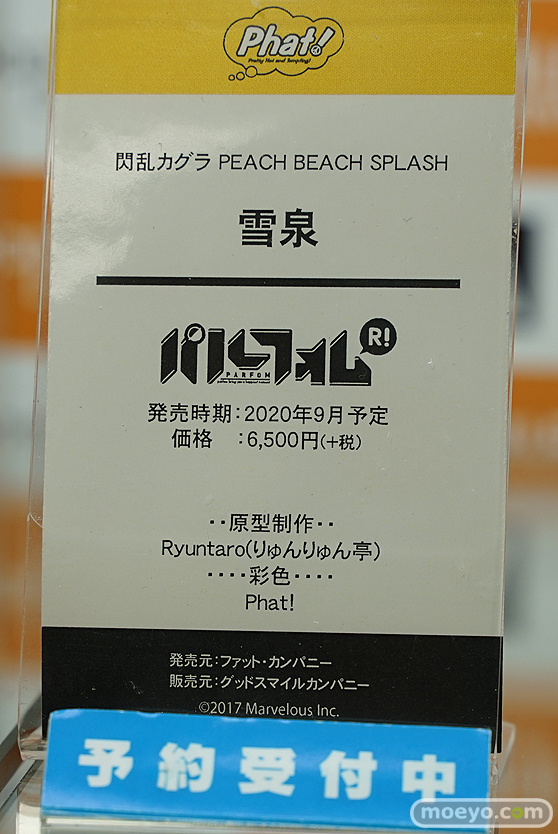 Phat!
Pretty Hot and Tempting!
閃乱カグラ PEACH BEACH SPLASH
雪泉
パルフォム R!
PARFOM
発売時期：2020年9月予定
価格　：6,500円(+税)
・・原型制作・・
Ryuntaro(りゅんりゅん亭)
・・・・彩色・・・・
Phat!
発売元：ファット・カンパニー
販売元：グッドスマイルカンパニー
©2017 Marvelous Inc.
予約受付中
moeyo.com